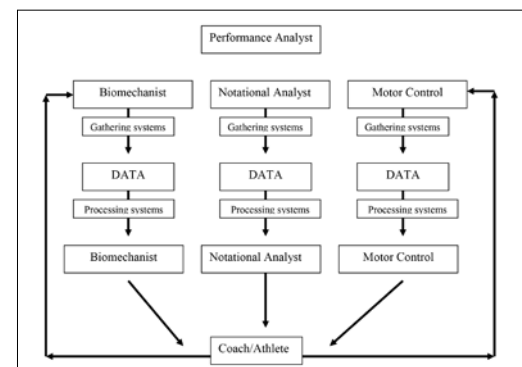 Performance Analyst
Biomechanist Notational Analyst Motor Control
Gathering systems Gathering systems Gathering systems
DATA DATA DATA
Processing systems Processing systems Processing systems
Biomechanist Notational Analyst Motor Control
Coach/Athlete